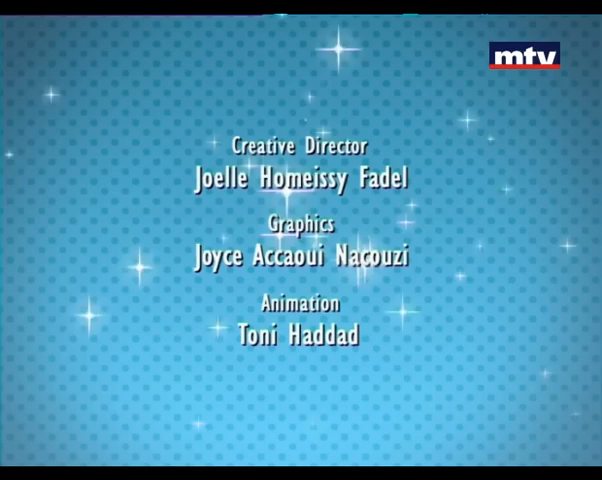 mtv
Creative Director
Joelle Homeissy Fadel
Graphics
Joyce Accaoui Nacouzi
Animation
Toni Haddad